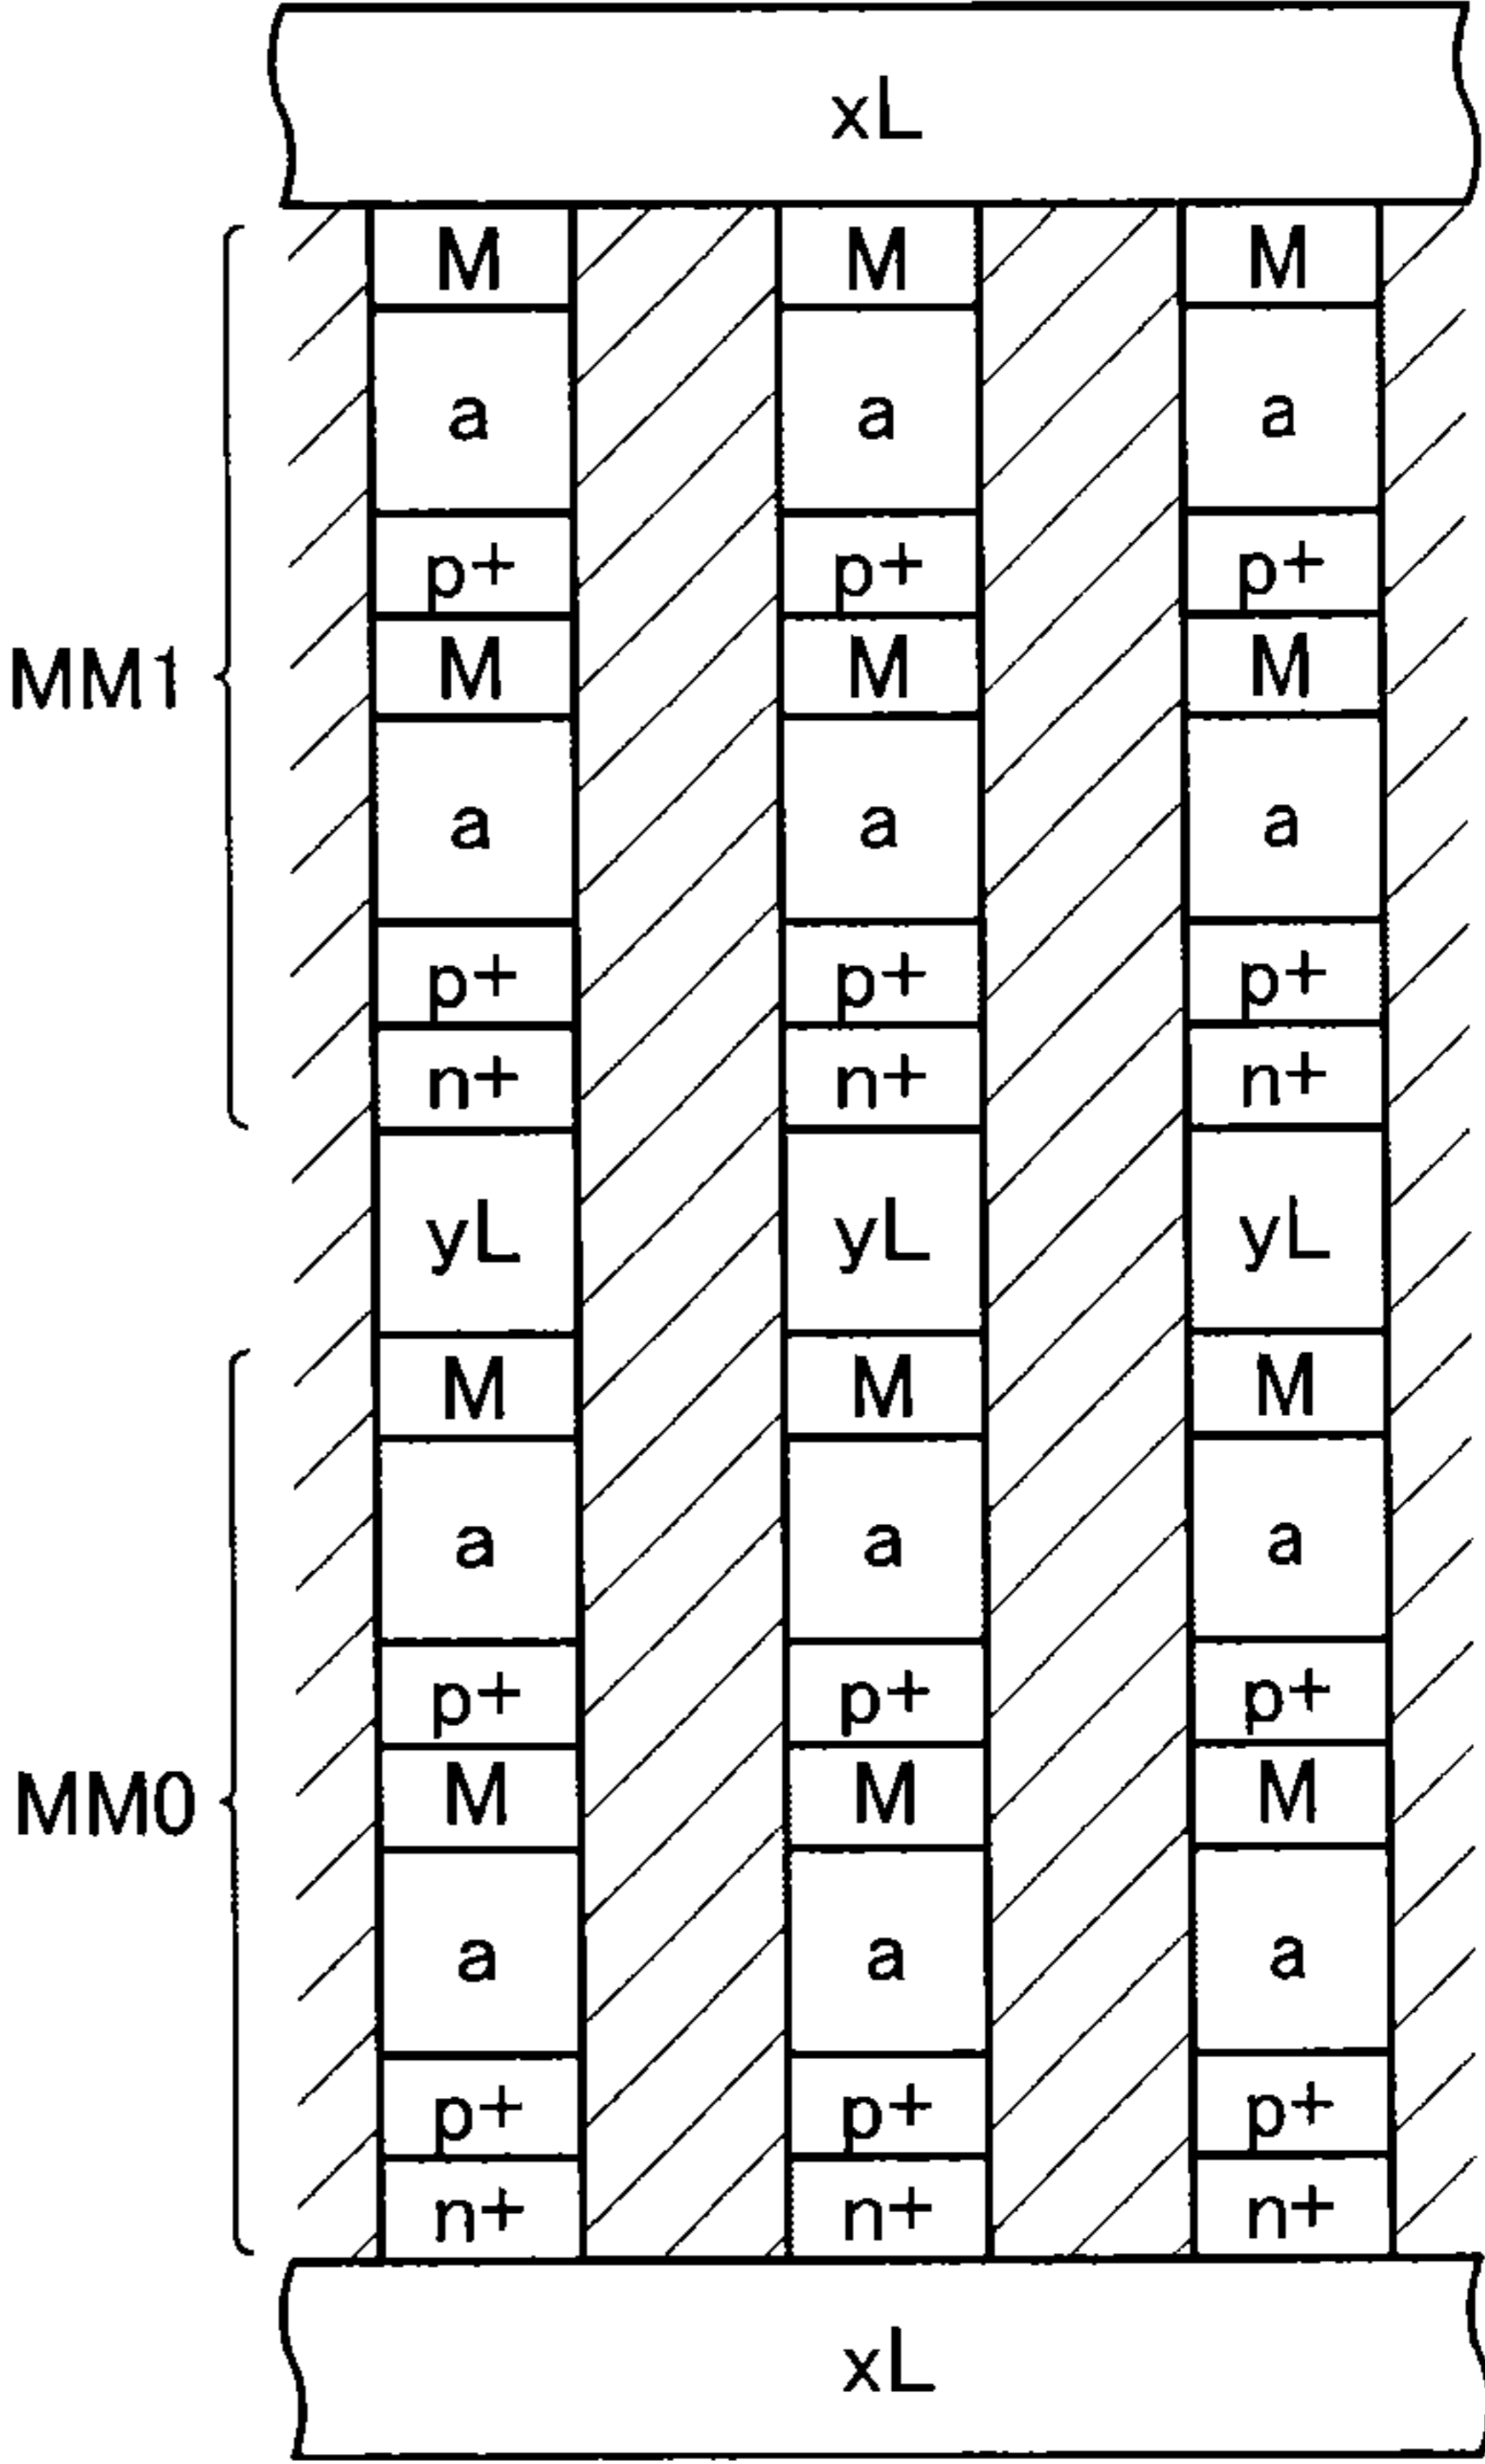 xL
M M M
a a a
p+ p+ p+
MM1 M M M
a a a
p+ p+ p+
n+ n+ n+
yL yL yL
M M M
a a a
p+ p+ p+
MM0 M M M
a a a
p+ p+ p+
n+ n+ n+
xL